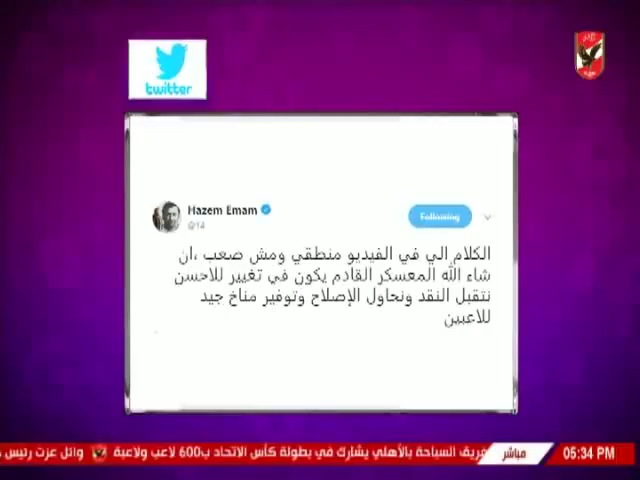 twitter
Hazem Emam
@14
Following
الكلام الي في الفيديو منطقي ومش صعب ،ان
شاء الله المعسكر القادم يكون في تغيير للاحسن
نتقبل النقد ونحاول الإصلاح وتوفير مناخ جيد
للاعبين
05:34 PM
مباشر
فريق السباحة بالأهلي يشارك في بطولة كأس الاتحاد ب600 لاعب ولاعبة
وائل عزت رئيس